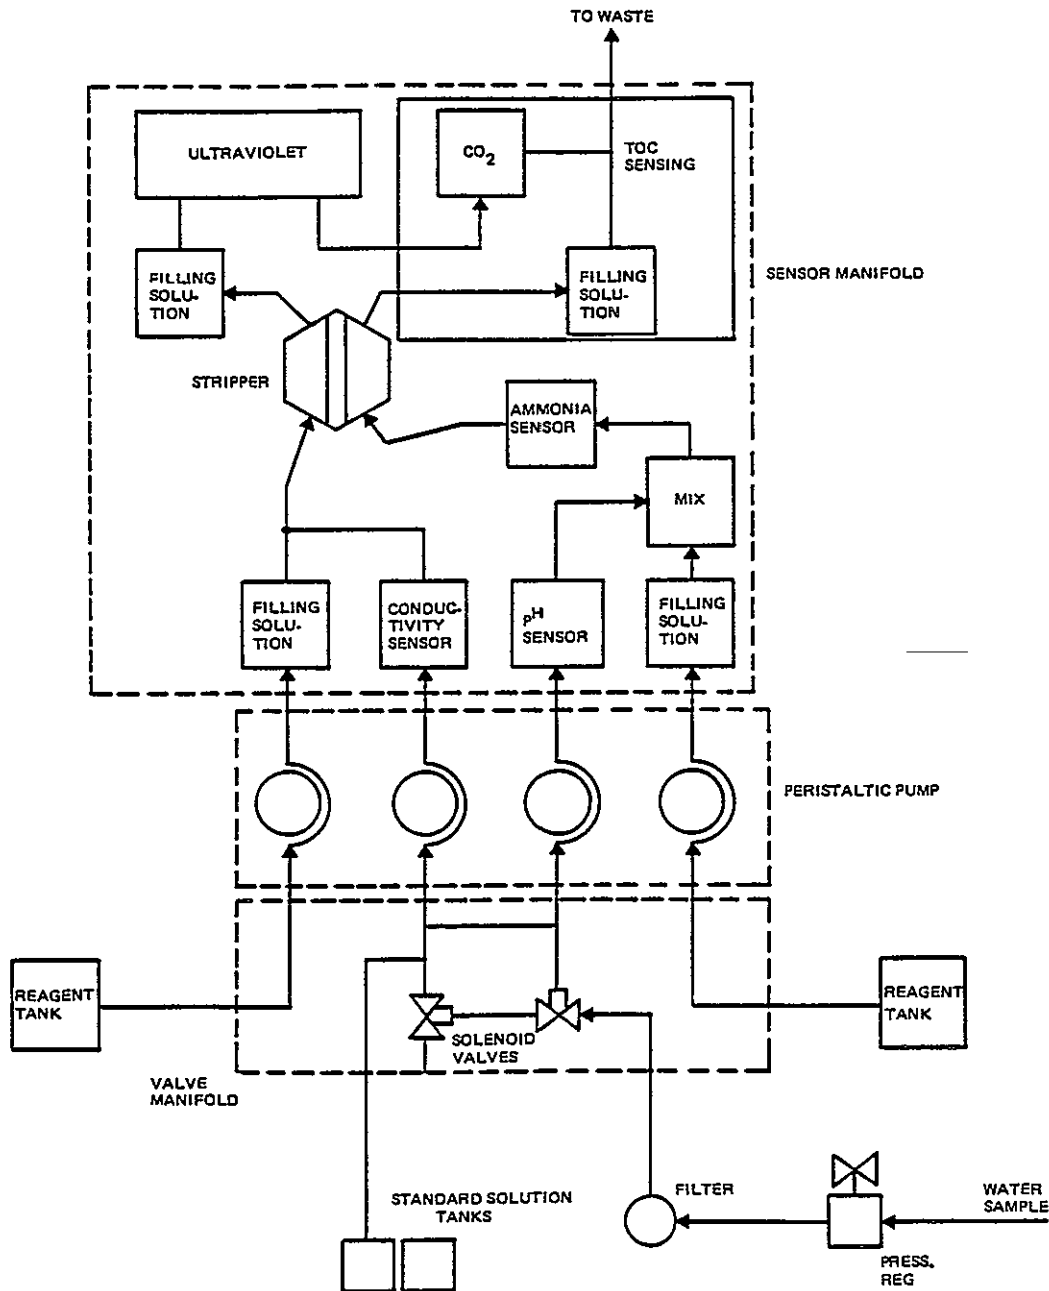 TO WASTE
ULTRAVIOLET
CO2
TOC
SENSING
FILLING
SOLU-
TION
FILLING
SOLU-
TION
SENSOR MANIFOLD
STRIPPER
AMMONIA
SENSOR
MIX
FILLING
SOLU-
TION
CONDUC-
TIVITY
SENSOR
pH
SENSOR
FILLING
SOLU-
TION
PERISTALTIC PUMP
REAGENT
TANK
SOLENOID
VALVES
REAGENT
TANK
VALVE
MANIFOLD
STANDARD SOLUTION
TANKS
FILTER
WATER
SAMPLE
PRESS.
REG